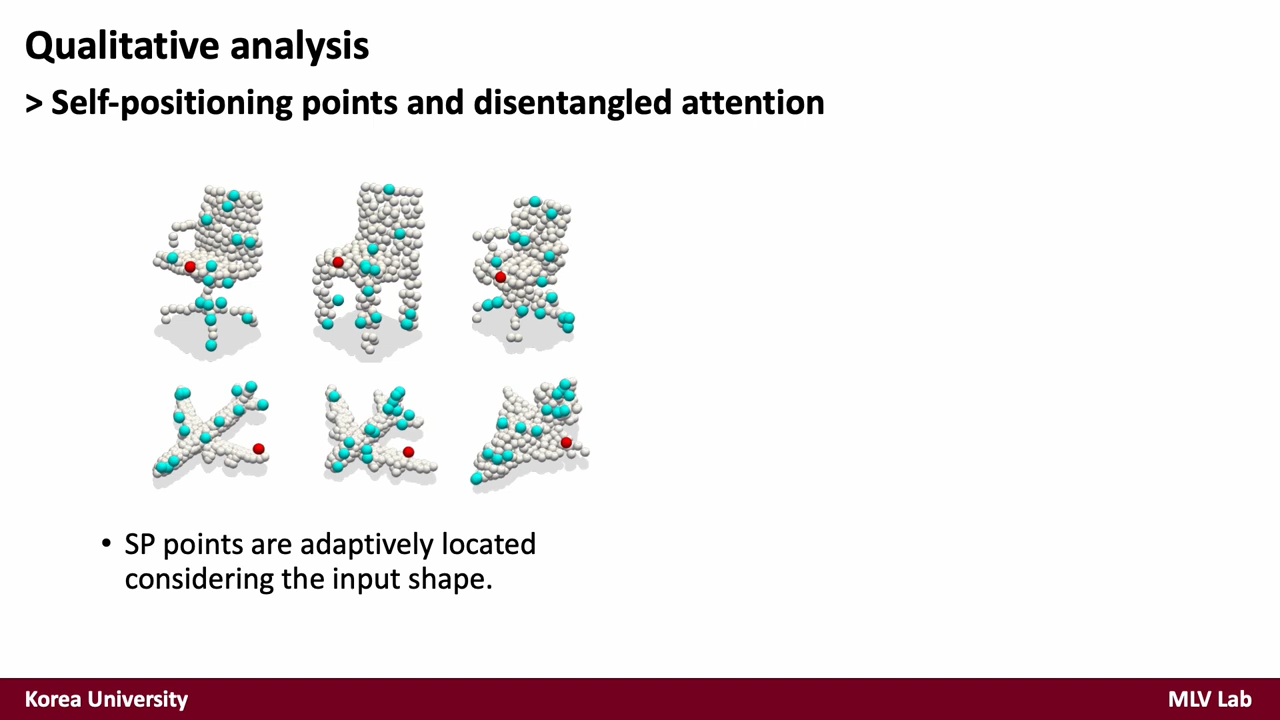 Qualitative analysis
> Self-positioning points and disentangled attention
• SP points are adaptively located
considering the input shape.
Korea University
MLV Lab